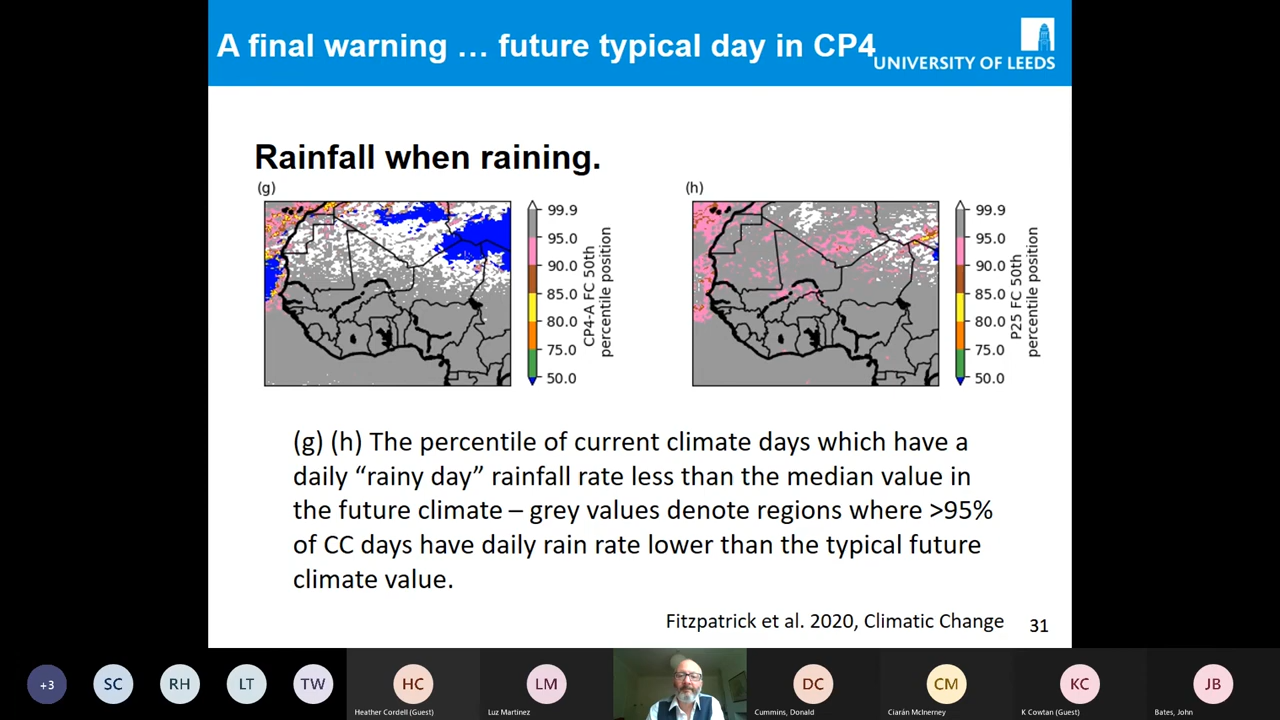 A final warning … future typical day in CP4
UNIVERSITY OF LEEDS
Rainfall when raining.
(g)
99.9
95.0
90.0
85.0
80.0
75.0
50.0
CP4-A FC 50th
percentile position
(h)
99.9
95.0
90.0
85.0
80.0
75.0
50.0
P25 FC 50th
percentile position
(g) (h) The percentile of current climate days which have a
daily “rainy day” rainfall rate less than the median value in
the future climate – grey values denote regions where >95%
of CC days have daily rain rate lower than the typical future
climate value.
Fitzpatrick et al. 2020, Climatic Change
31
+3
SC
RH
LT
TW
HC
Heather Cordell (Guest)
LM
Luz Martinez
DC
Cummins, Donald
CM
Ciarán McInerney
KC
K Cowtan (Guest)
JB
Bates, John